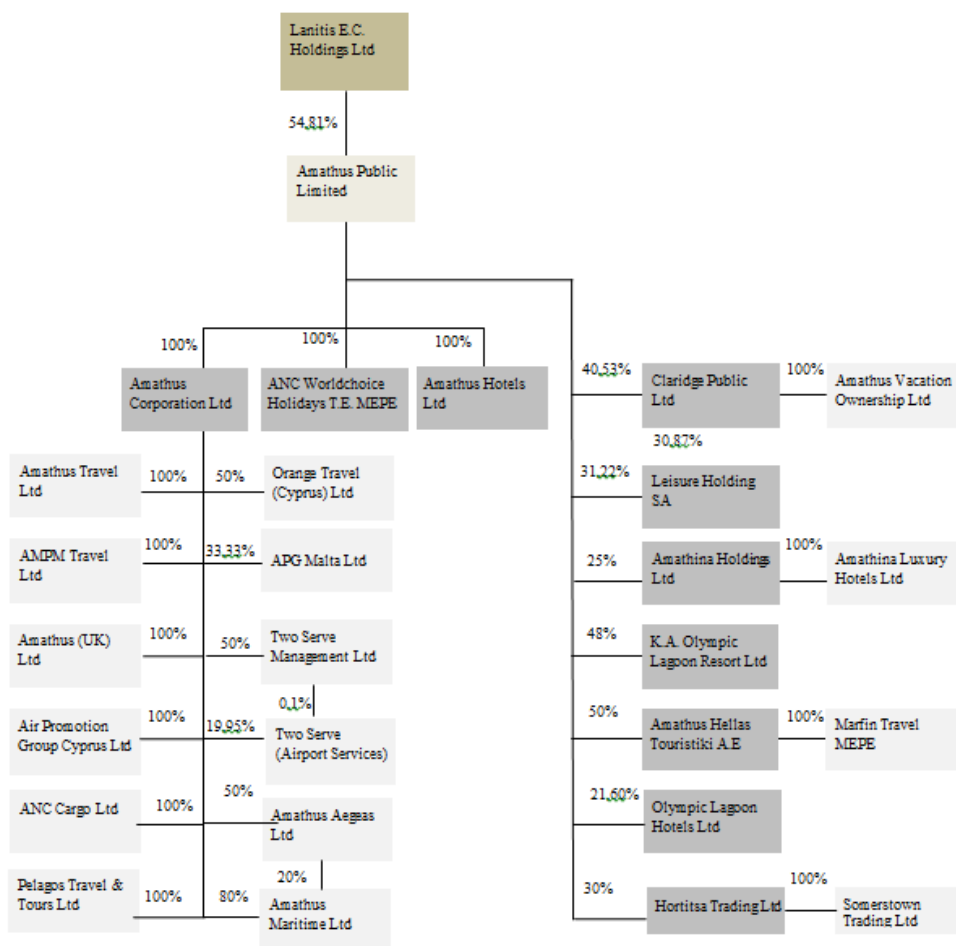 Lanitis E.C.
Holdings Ltd
54,81%
Amathus Public
Limited
100%
100%
100%
Amathus
Corporation Ltd
ANC Worldchoice
Holidays T.E. MEPE
Amathus Hotels
Ltd
Amathus Travel
Ltd
100%
50%
Orange Travel
(Cyprus) Ltd
AMPM Travel
Ltd
100%
33,33%
APG Malta Ltd
Amathus (UK)
Ltd
100%
50%
Two Serve
Management Ltd
0,1%
Air Promotion
Group Cyprus Ltd
100%
19,95%
Two Serve
(Airport Services)
ANC Cargo Ltd
100%
50%
Amathus Aegeas
Ltd
20%
Pelagos Travel &
Tours Ltd
100%
80%
Amathus
Maritime Ltd
40,53%
Claridge Public
Ltd
100%
Amathus Vacation
Ownership Ltd
30,87%
31,22%
Leisure Holding
SA
25%
Amathina Holdings
Ltd
100%
Amathina Luxury
Hotels Ltd
48%
K.A. Olympic
Lagoon Resort Ltd
50%
Amathus Hellas
Touristiki A.E
100%
Marfin Travel
MEPE
21,60%
Olympic Lagoon
Hotels Ltd
30%
Hortitsa Trading Ltd
100%
Somerstown
Trading Ltd